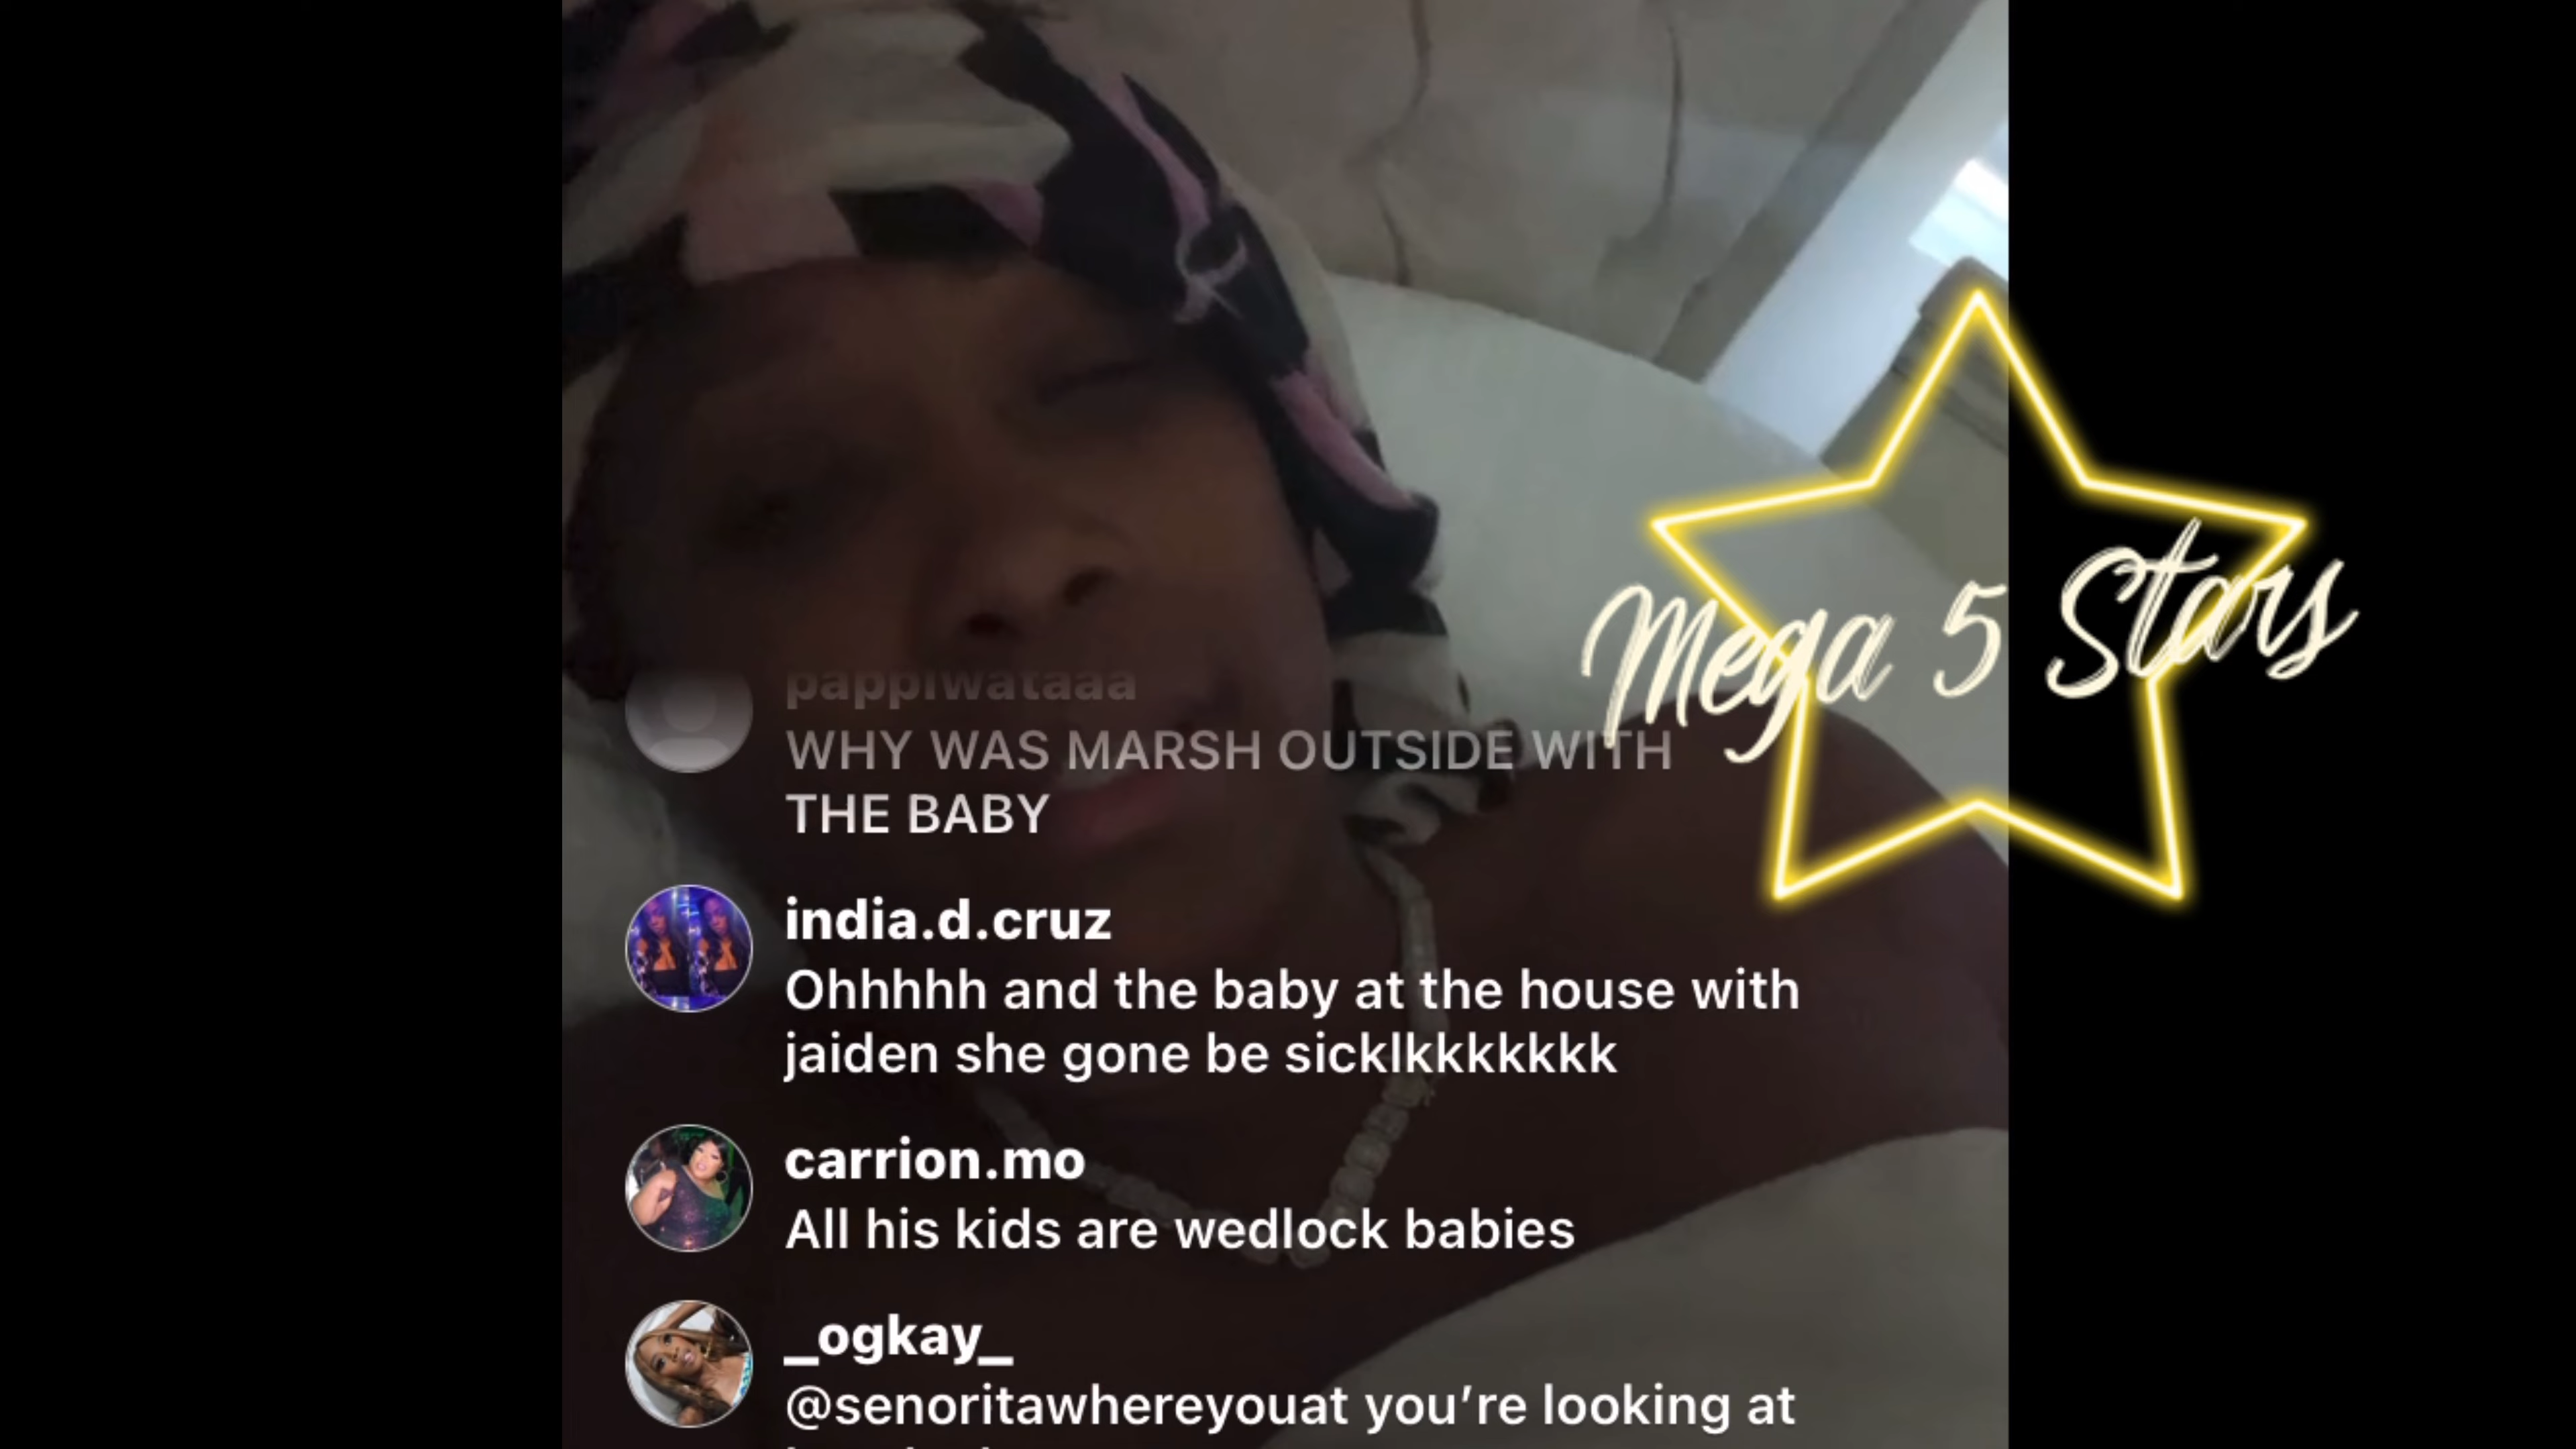 pappiwataaa
WHY WAS MARSH OUTSIDE WITH
THE BABY
india.d.cruz
Ohhhhh and the baby at the house with
jaiden she gone be sicklkkkkkkk
carrion.mo
All his kids are wedlock babies
_ogkay_
@senoritawhereyouat you’re looking at
Mega 5 Stars